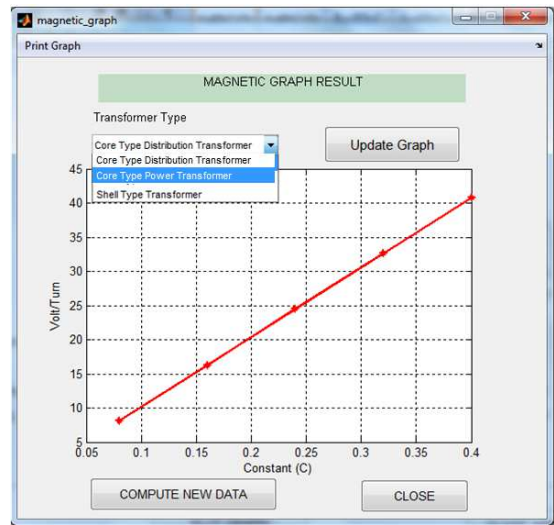 magnetic_graph
Print Graph
MAGNETIC GRAPH RESULT
Transformer Type
Core Type Distribution Transformer
Update Graph
Core Type Distribution Transformer
Core Type Power Transformer
Shell Type Transformer
45
40
35
30
25
20
15
10
5
Volt/Turn
0.05 0.1 0.15 0.2 0.25 0.3 0.35 0.4
Constant (C)
COMPUTE NEW DATA
CLOSE